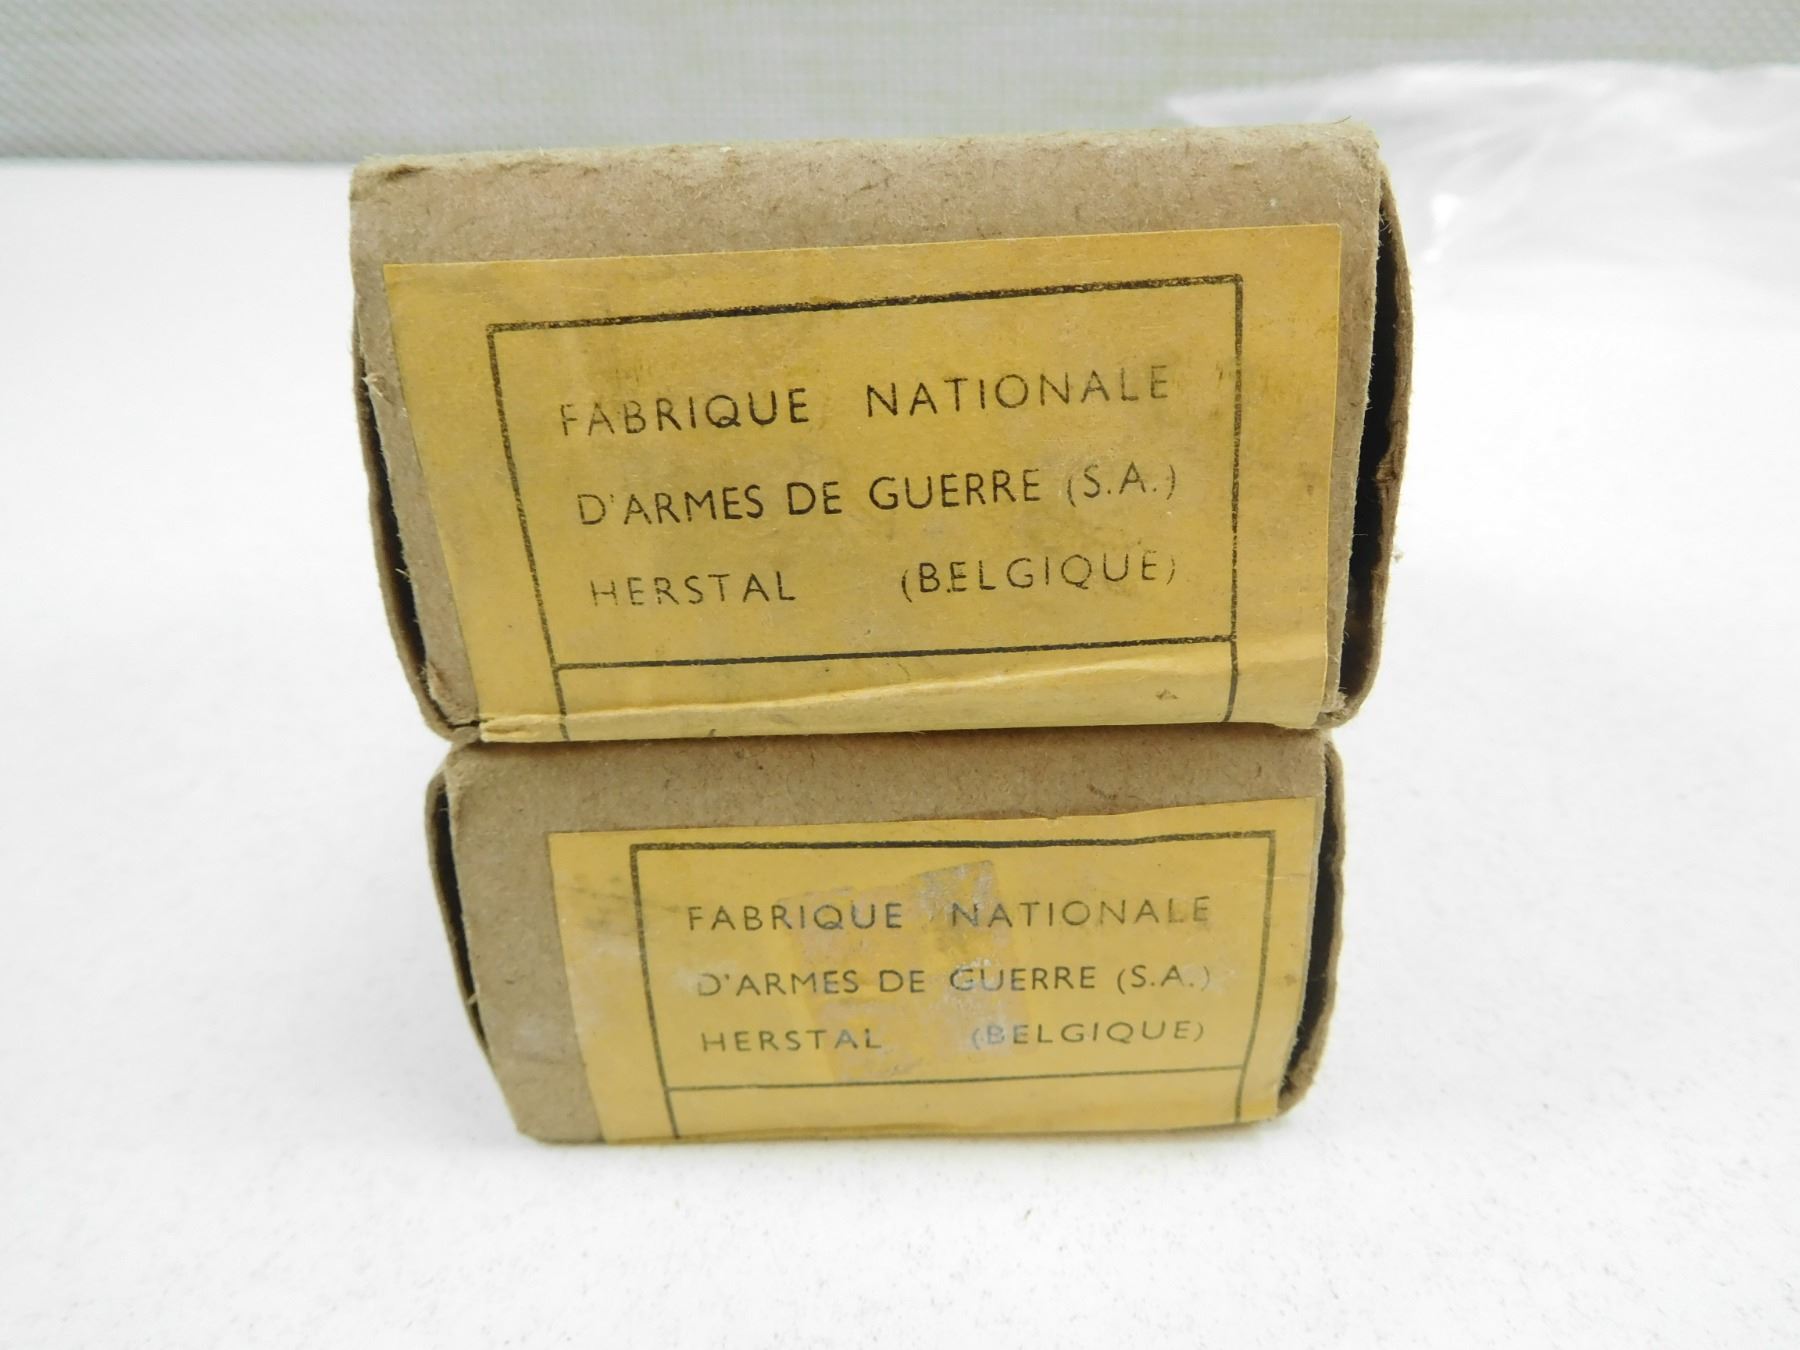 FABRIQUE NATIONALE
D'ARMES DE GUERRE (S.A.)
HERSTAL (BELGIQUE)
FABRIQUE NATIONALE
D'ARMES DE GUERRE (S.A.)
HERSTAL (BELGIQUE)